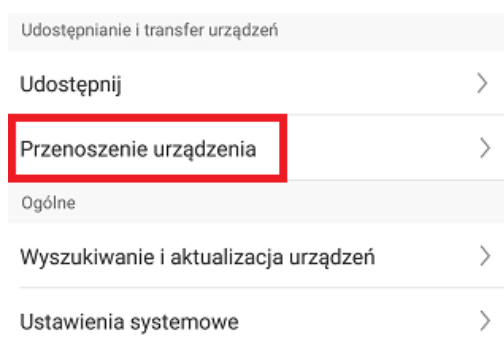 Udostępnianie i transfer urządzeń
Udostępnij
Przenoszenie urządzenia
Ogólne
Wyszukiwanie i aktualizacja urządzeń
Ustawienia systemowe